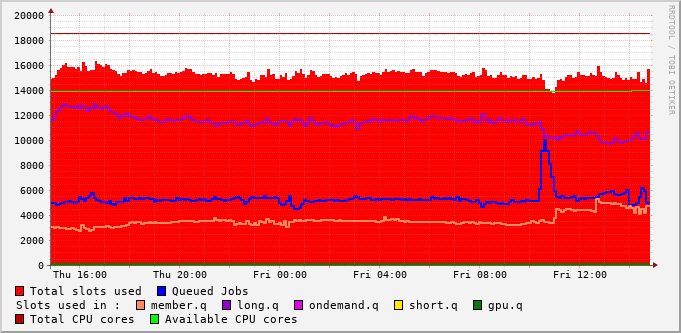 20000
18000
16000
14000
12000
10000
8000
6000
4000
2000
0
Thu 16:00 Thu 20:00 Fri 00:00 Fri 04:00 Fri 08:00 Fri 12:00
Total slots used Queued Jobs
Slots used in : member.q long.q ondemand.q short.q gpu.q
Total CPU cores Available CPU cores
RRDTOOL / TOBI OETIKER